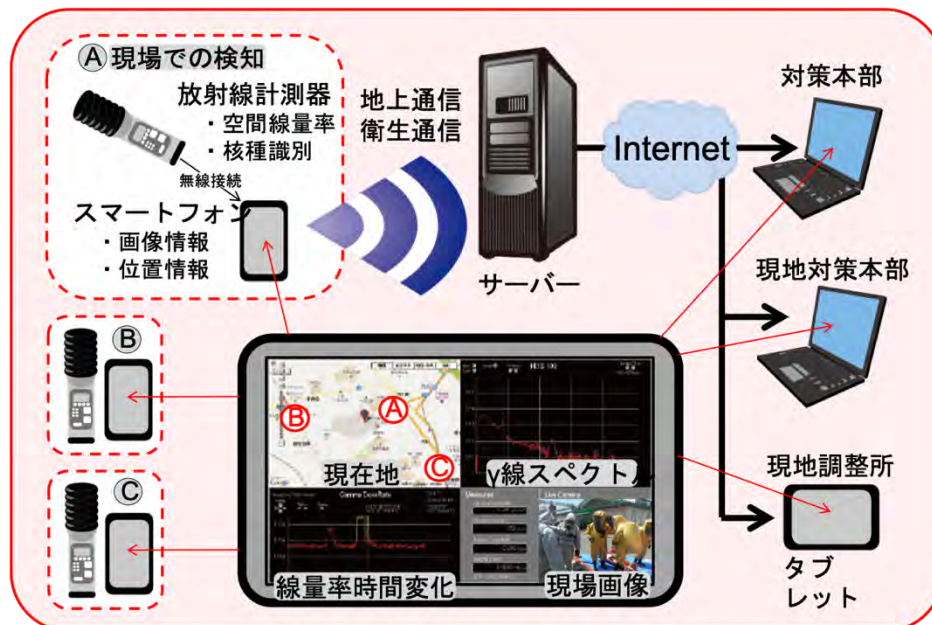 Ⓐ現場での検知
放射線計測器
・空間線量率
・核種識別
無線接続
スマートフォン
・画像情報
・位置情報
地上通信
衛生通信
サーバー
Internet
対策本部
現地対策本部
現地調整所
タブ
レット
Ⓑ
Ⓒ
Ⓐ
Ⓑ
Ⓒ
現在地
γ線スペクトル
Gamma DoseRate
Live Camera
線量率時間変化
現場画像